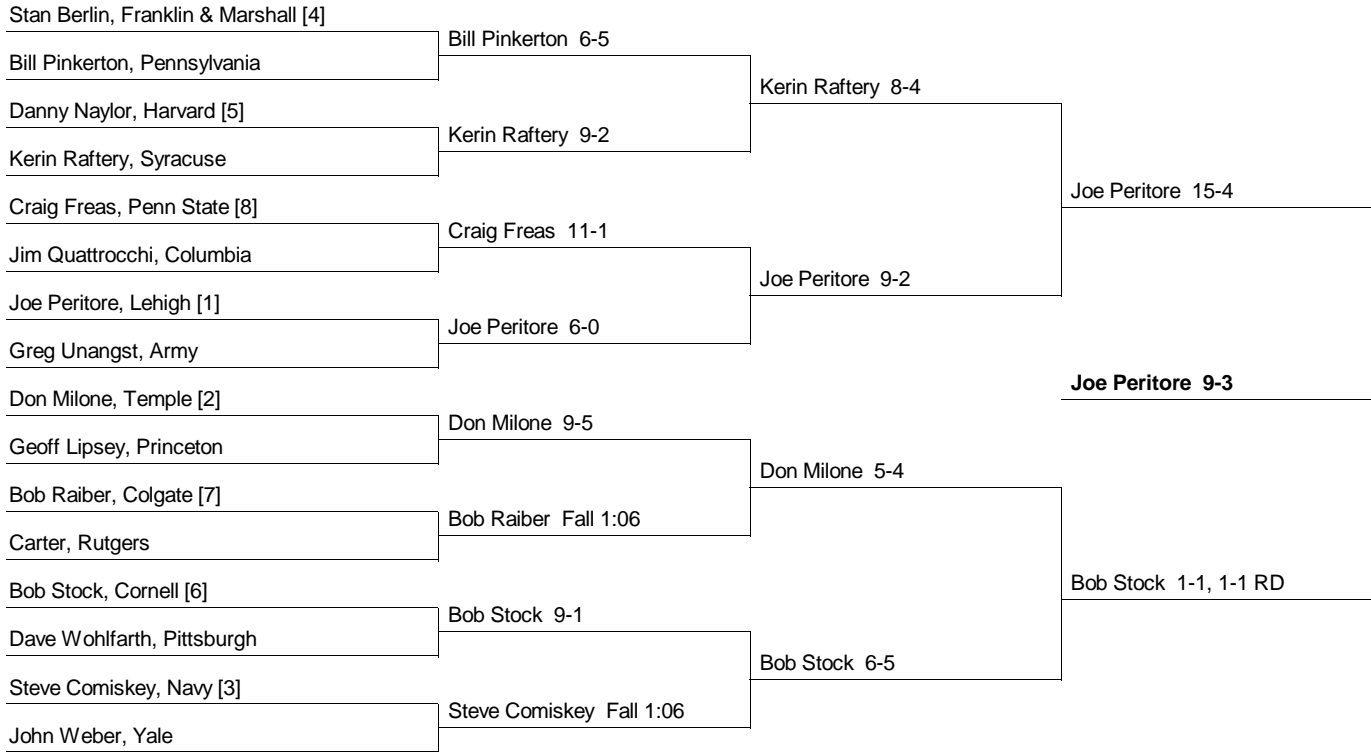 Stan Berlin, Franklin & Marshall [4]
Bill Pinkerton 6-5
Bill Pinkerton, Pennsylvania
Kerin Raftery 8-4
Danny Naylor, Harvard [5]
Kerin Raftery 9-2
Kerin Raftery, Syracuse
Joe Peritore 15-4
Craig Freas, Penn State [8]
Craig Freas 11-1
Jim Quattrocchi, Columbia
Joe Peritore 9-2
Joe Peritore, Lehigh [1]
Joe Peritore 6-0
Greg Unangst, Army
Joe Peritore 9-3
Don Milone, Temple [2]
Don Milone 9-5
Geoff Lipsey, Princeton
Don Milone 5-4
Bob Raiber, Colgate [7]
Bob Raiber Fall 1:06
Carter, Rutgers
Bob Stock 1-1, 1-1 RD
Bob Stock, Cornell [6]
Bob Stock 9-1
Dave Wohlfarth, Pittsburgh
Bob Stock 6-5
Steve Comiskey, Navy [3]
Steve Comiskey Fall 1:06
John Weber, Yale